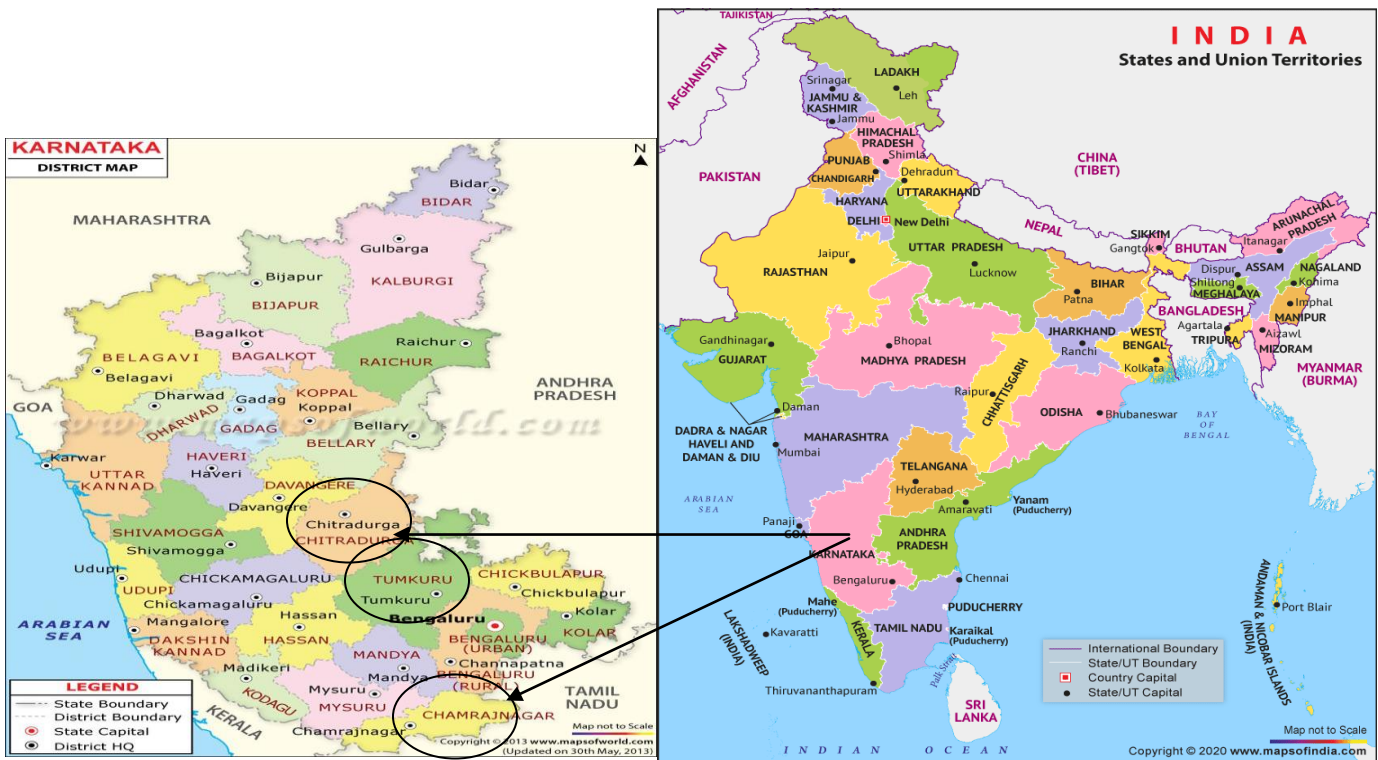 KARNATAKA
DISTRICT MAP
N
MAHARASHTRA
Bidar
BIDAR
Gulbarga
KALBURGI
Bijapur
BIJAPUR
Bagalkot
BAGALKOT
Raichur
RAICHUR
BELAGAVI
Belagavi
GOA
Dharwad
DHARWAD
Gadag
GADAG
KOPPAL
Koppal
Bellary
BELLARY
ANDHRA
PRADESH
www.mapsofworld.com
Karwar
UTTAR
KANNAD
HAVERI
Haveri
DAVANGERE
Davangere
Chitradurga
CHITRADURGA
SHIVAMOGGA
Shivamogga
Udupi
UDUPI
CHICKAMAGALURU
Chickamagaluru
TUMKURU
Tumkuru
CHICKBULAPUR
Chickbulapur
Kolar
KOLAR
Bengaluru
BENGALURU
(URBAN)
Hassan
HASSAN
ARABIAN
SEA
Mangalore
DAKSHIN
KANNAD
Madikeri
KODAGU
MANDYA
Mandya
Channapatna
BENGALURU
(RURAL)
Mysuru
MYSURU
CHAMRAJNAGAR
Chamrajnagar
KERALA
TAMIL
NADU
LEGEND
State Boundary
District Boundary
State Capital
District HQ
Map not to Scale
Copyright © 2013 www.mapsofworld.com
(Updated on 30th May, 2013)
INDIA
States and Union Territories
TAJIKISTAN
AFGHANISTAN
PAKISTAN
CHINA
(TIBET)
LADAKH
Leh
Srinagar
JAMMU &
KASHMIR
Jammu
HIMACHAL
PRADESH
Shimla
PUNJAB
CHANDIGARH
Dehradun
UTTARAKHAND
HARYANA
DELHI
New Delhi
NEPAL
SIKKIM
Gangtok
BHUTAN
ARUNACHAL
PRADESH
Itanagar
Dispur
ASSAM
NAGALAND
Kohima
Shillong
MEGHALAYA
Imphal
MANIPUR
BANGLADESH
Agartala
TRIPURA
Aizawl
MIZORAM
MYANMAR
(BURMA)
Jaipur
RAJASTHAN
UTTAR PRADESH
Lucknow
BIHAR
Patna
JHARKHAND
Ranchi
WEST
BENGAL
Kolkata
Gandhinagar
GUJARAT
Bhopal
MADHYA PRADESH
Raipur
CHHATTISGARH
ODISHA
Bhubaneswar
BAY
OF
BENGAL
Daman
DADRA & NAGAR
HAVELI AND
DAMAN & DIU
MAHARASHTRA
Mumbai
ARABIAN
SEA
TELANGANA
Hyderabad
Amaravati
Yanam
(Puducherry)
Panaji
GOA
ANDHRA
PRADESH
KARNATAKA
Bengaluru
Chennai
Mahe
(Puducherry)
PUDUCHERRY
TAMIL NADU
Karaikal
(Puducherry)
KERALA
Kavaratti
LAKSHADWEEP
(INDIA)
Thiruvananthapuram
Palk Strait
SRI
LANKA
ANDAMAN & NICOBAR ISLANDS
(INDIA)
Port Blair
International Boundary
State/UT Boundary
Country Capital
State/UT Capital
Map not to Scale
INDIAN OCEAN
Copyright © 2020 www.mapsofindia.com